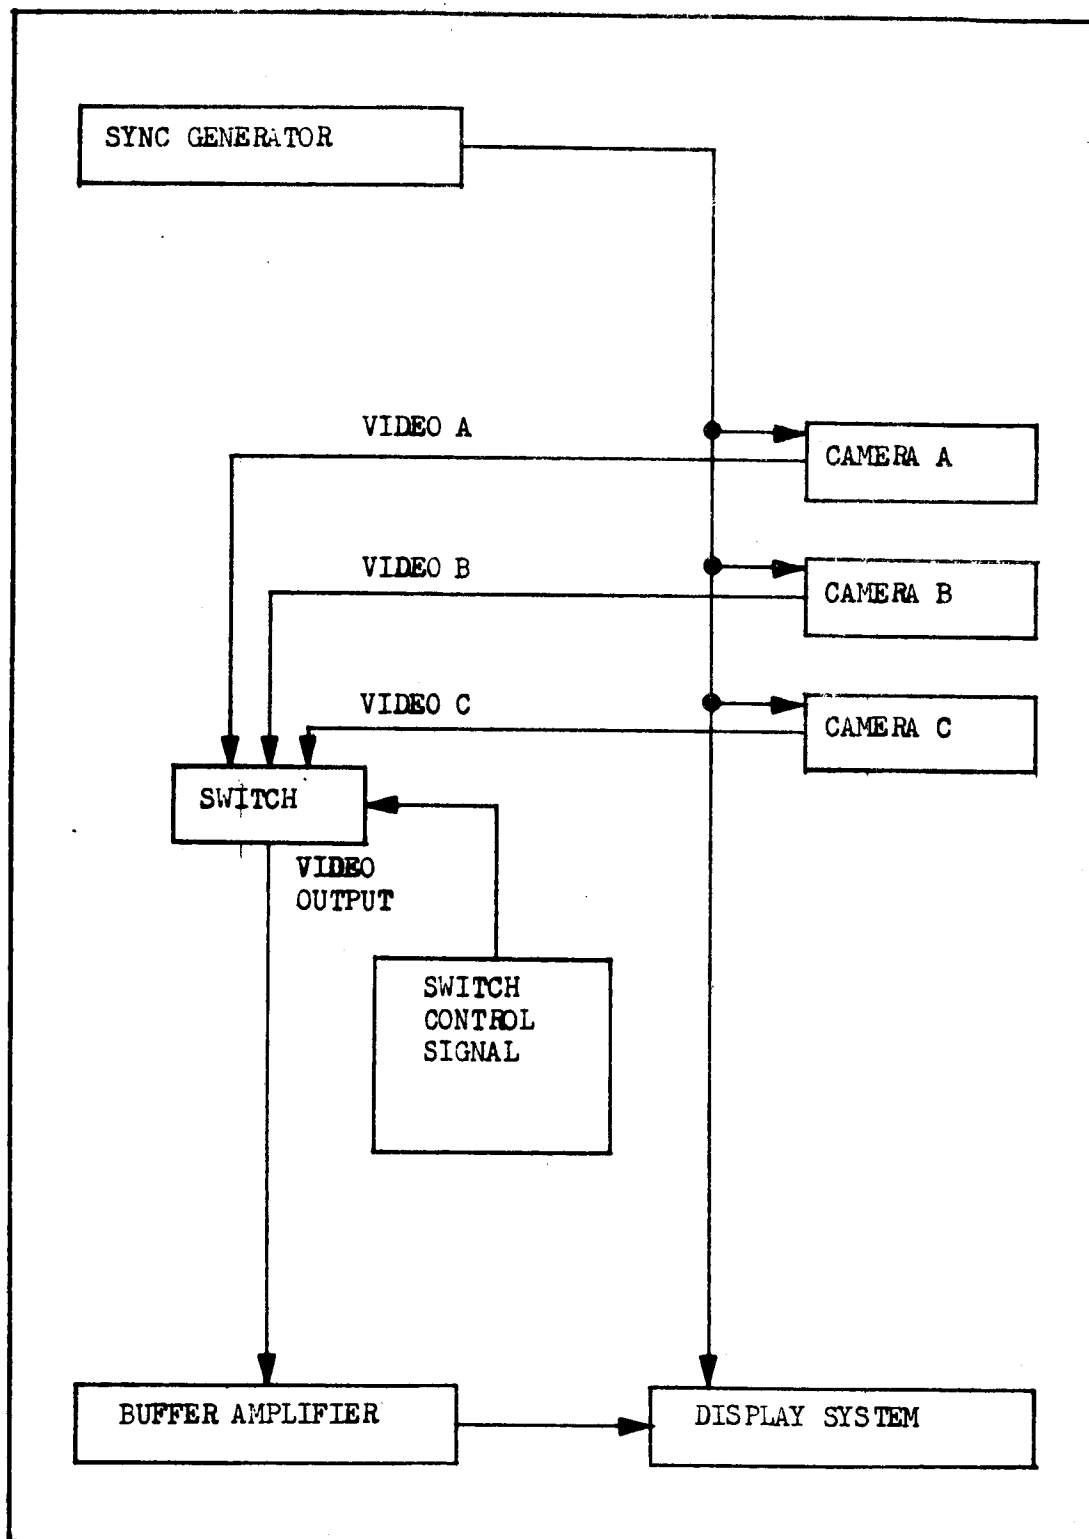 SYNC GENERATOR
VIDEO A
CAMERA A
VIDEO B
CAMERA B
VIDEO C
CAMERA C
SWITCH
VIDEO
OUTPUT
SWITCH
CONTROL
SIGNAL
BUFFER AMPLIFIER
DISPLAY SYSTEM